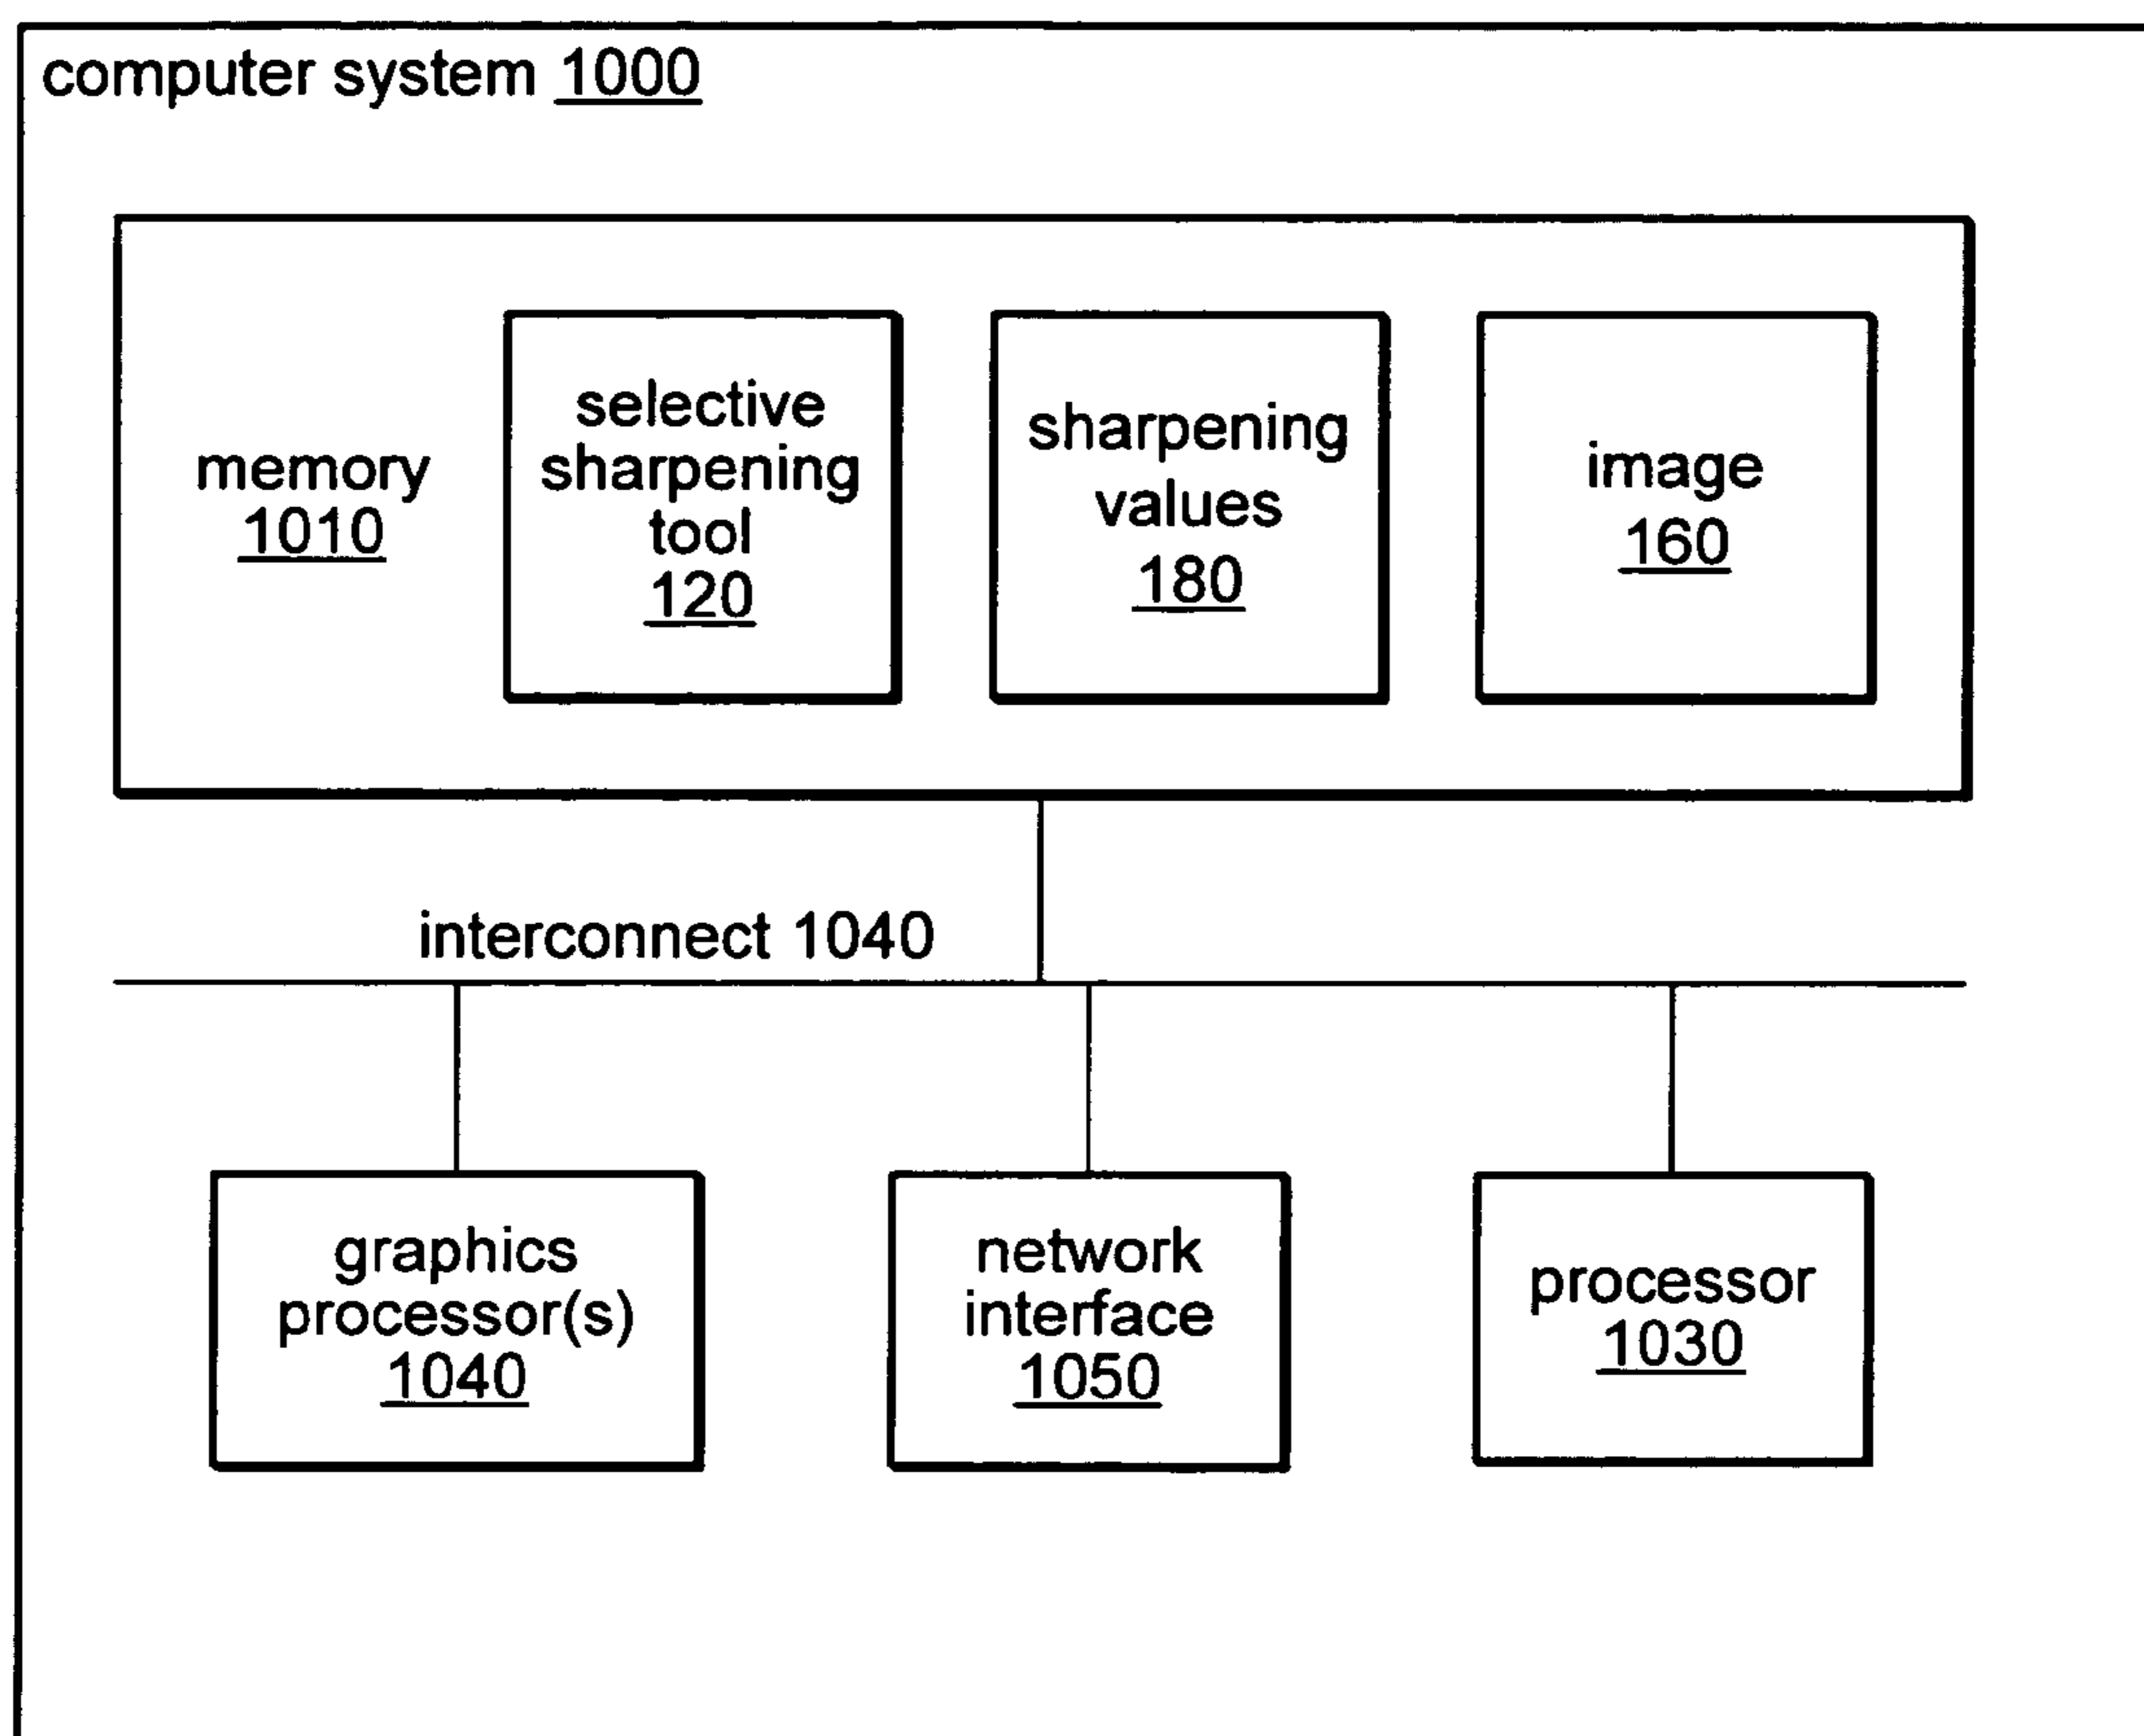 computer system 1000
memory
1010
selective
sharpening
tool
120
sharpening
values
180
image
160
interconnect 1040
graphics
processor(s)
1040
network
interface
1050
processor
1030